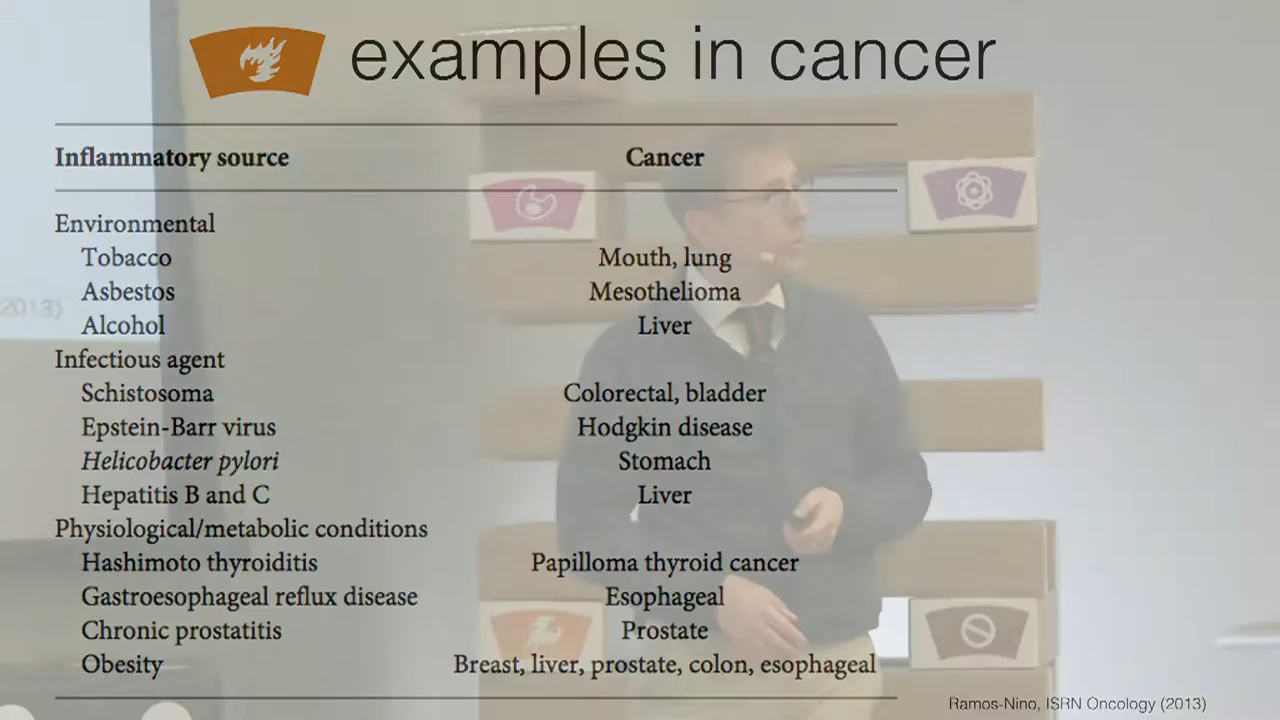 examples in cancer
Inflammatory source Cancer
Environmental
Tobacco Mouth, lung
Asbestos Mesothelioma
Alcohol Liver
Infectious agent
Schistosoma Colorectal, bladder
Epstein-Barr virus Hodgkin disease
Helicobacter pylori Stomach
Hepatitis B and C Liver
Physiological/metabolic conditions
Hashimoto thyroiditis Papilloma thyroid cancer
Gastroesophageal reflux disease Esophageal
Chronic prostatitis Prostate
Obesity Breast, liver, prostate, colon, esophageal
2013)
Ramos-Nino, ISRN Oncology (2013)